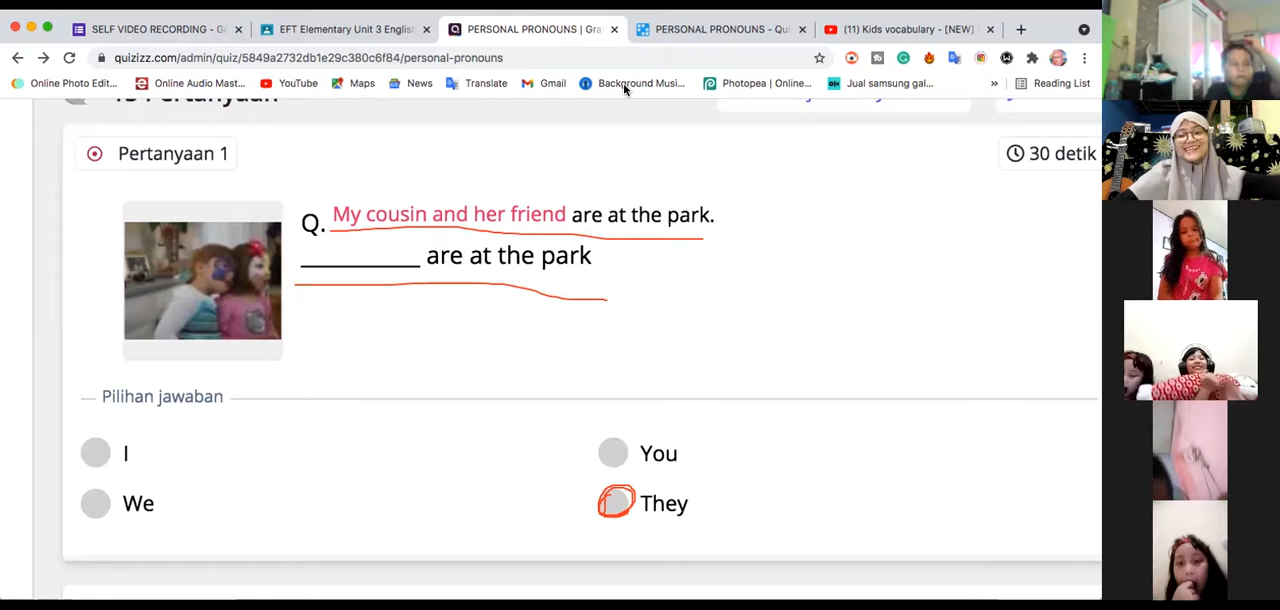 SELF VIDEO RECORDING - Go
EFT Elementary Unit 3 Englis
PERSONAL PRONOUNS | Gra
PERSONAL PRONOUNS - Qui
(11) Kids vocabulary - [NEW]
quizizz.com/admin/quiz/5849a2732db1e29c380c6f84/personal-pronouns
Online Photo Edit...
Online Audio Mast...
YouTube
Maps
News
Translate
Gmail
Background Musi...
Photopea | Online...
Jual samsung gal...
»
Reading List
Pertanyaan 1
30 detik
Q. My cousin and her friend are at the park.
__________ are at the park
Pilihan jawaban
I
You
We
They